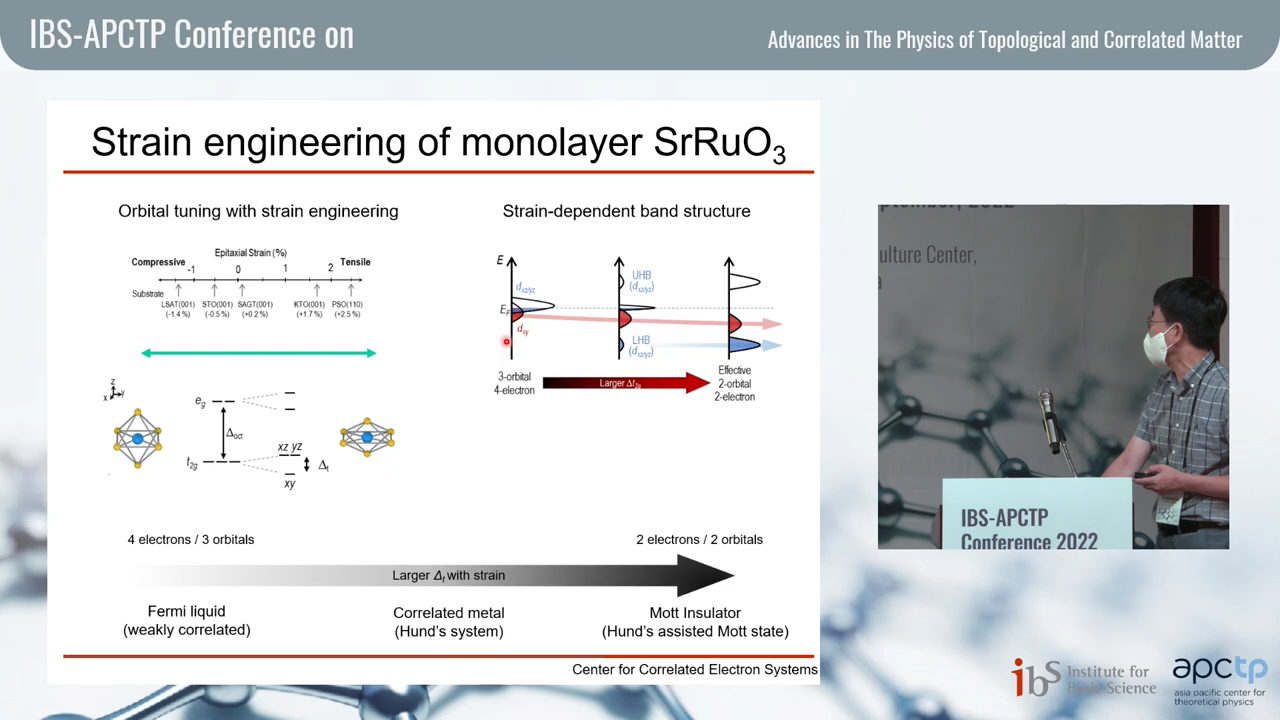 IBS-APCTP Conference on
Advances in The Physics of Topological and Correlated Matter
Strain engineering of monolayer SrRuO3
Orbital tuning with strain engineering
Epitaxial Strain (%)
Compressive -1 0 1 2 Tensile
Substrate
LSAT(001) STO(001) SAGT(001) KTO(001) PSO(110)
(-1.4 %) (-0.5 %) (+0.2 %) (+1.7 %) (+2.5 %)
z
x y
eg
Δoct
t2g
xz yz
Δt
xy
Strain-dependent band structure
E
dxz/yz
EF
dxy
UHB
(dxz/yz)
LHB
(dxz/yz)
3-orbital
4-electron
Larger Δt2g
Effective
2-orbital
2-electron
4 electrons / 3 orbitals
2 electrons / 2 orbitals
Larger Δt with strain
Fermi liquid
(weakly correlated)
Correlated metal
(Hund's system)
Mott Insulator
(Hund's assisted Mott state)
Center for Correlated Electron Systems
2022
ulture Center,
a
IBS-APCTP
Conference 2022
ibs Institute for
Basic Science
apctp
asia pacific center for
theoretical physics